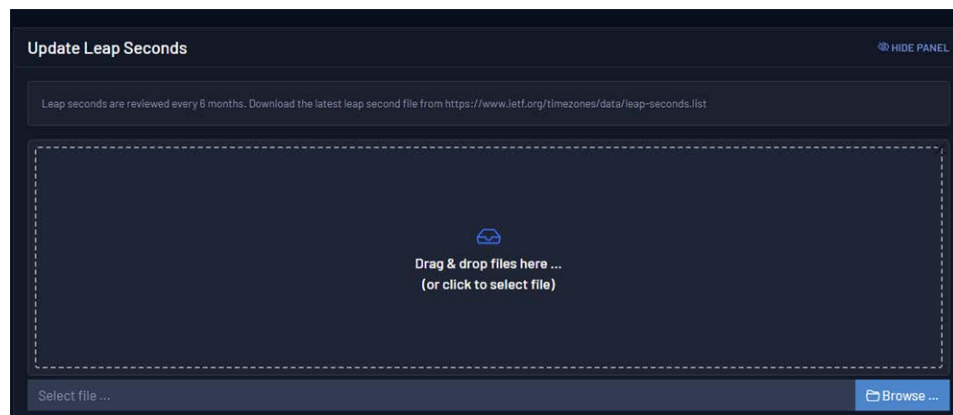 Update Leap Seconds
HIDE PANEL
Leap seconds are reviewed every 6 months. Download the latest leap second file from https://www.ietf.org/timezones/data/leap-seconds.list
Drag & drop files here ...
(or click to select file)
Select file ...
Browse ...